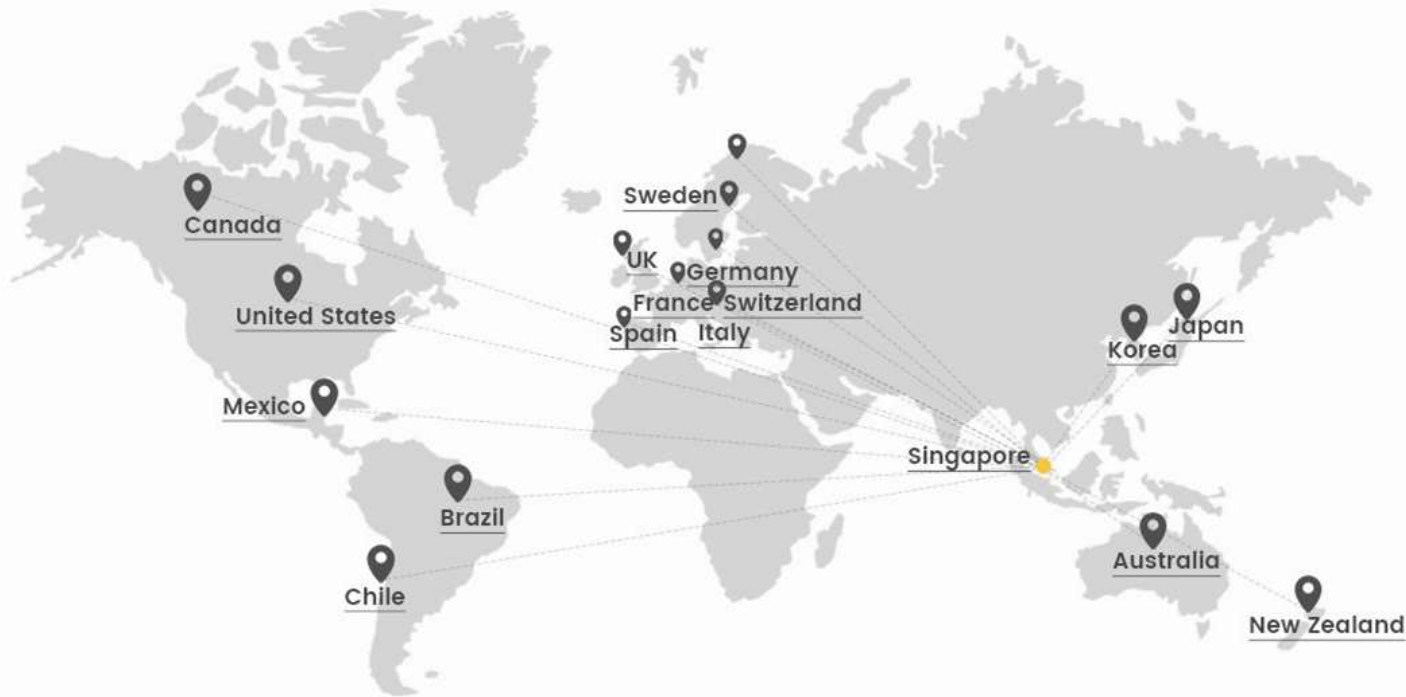 Sweden
Canada
UK
Germany
France Switzerland
United States
Spain
Italy
Japan
Korea
Mexico
Singapore
Brazil
Australia
Chile
New Zealand